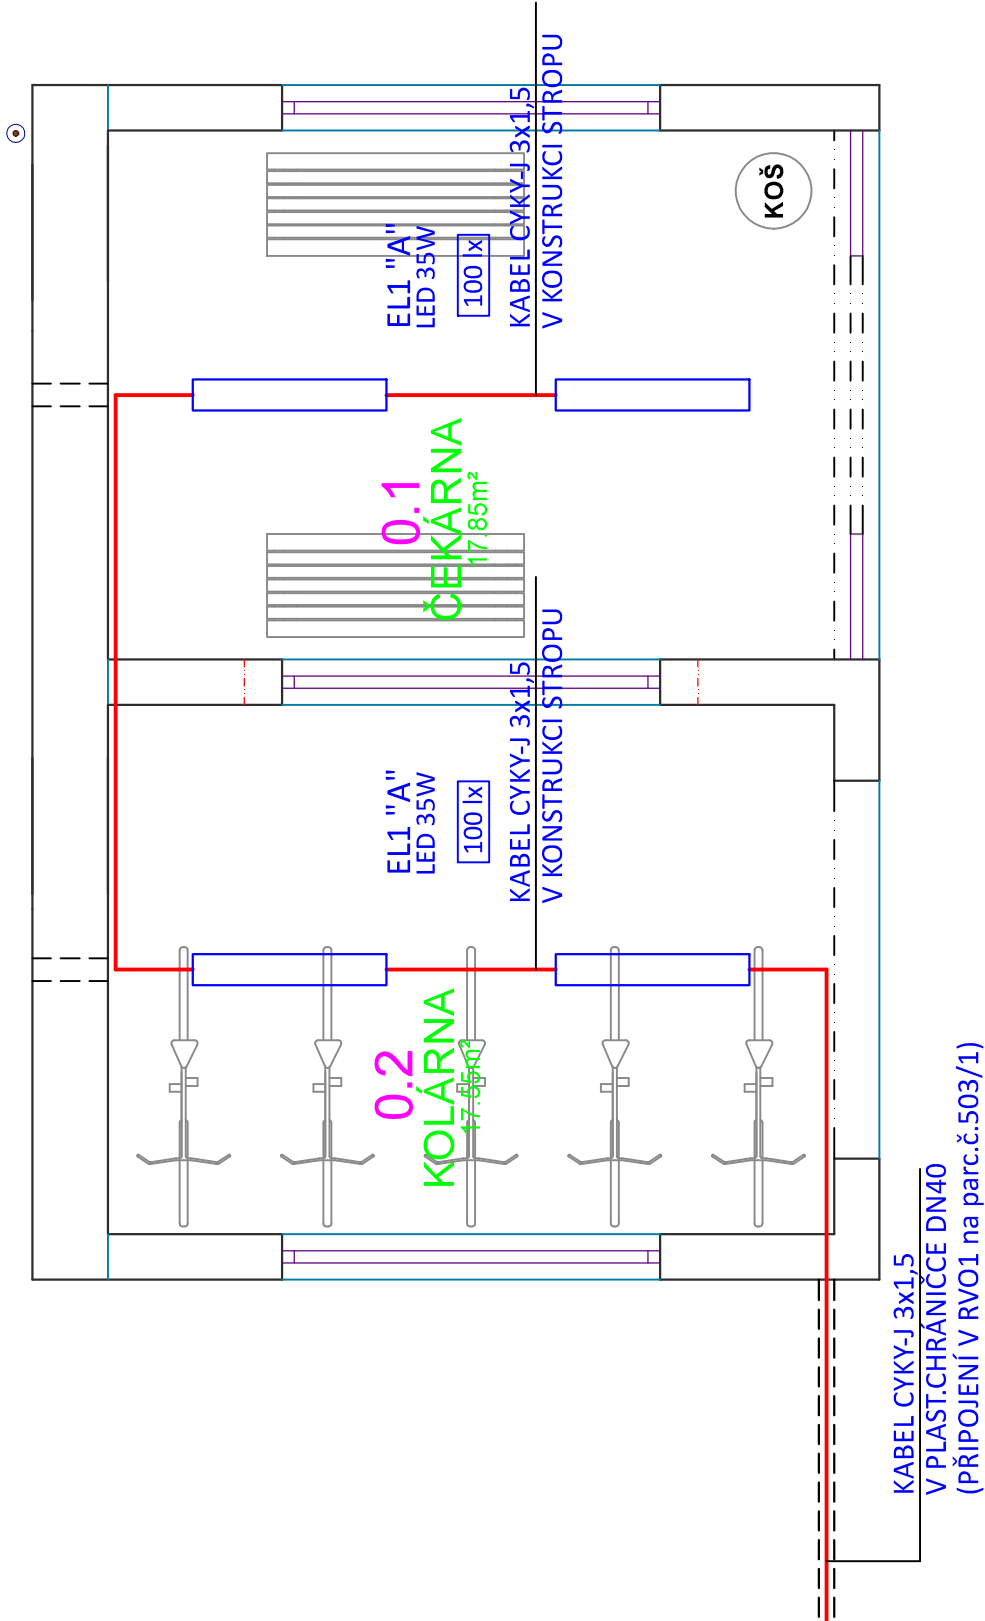 EL1 "A"
LED 35W
100 lx
KABEL CYKY-J 3x1,5
V KONSTRUKCI STROPU
KOŠ
0.1
ČEKÁRNA
17.85m²
EL1 "A"
LED 35W
100 lx
KABEL CYKY-J 3x1,5
V KONSTRUKCI STROPU
0.2
KOLÁRNA
17.55m²
KABEL CYKY-J 3x1,5
V PLAST.CHRÁNIČCE DN40
(PŘIPOJENÍ V RVO1 na parc.č.503/1)